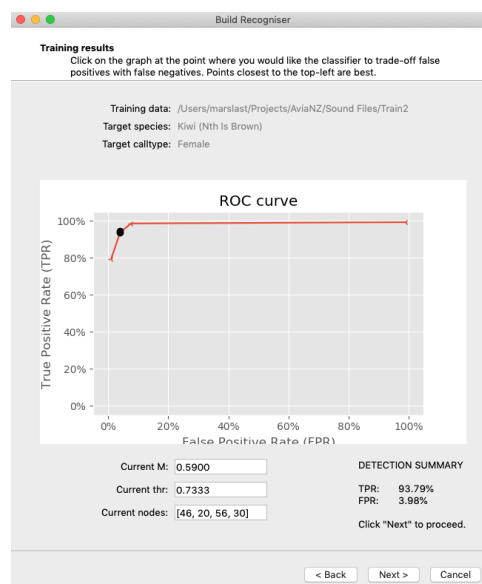 Build Recogniser
Training results
Click on the graph at the point where you would like the classifier to trade-off false
positives with false negatives. Points closest to the top-left are best.
Training data: /Users/marslast/Projects/AviaNZ/Sound Files/Train2
Target species: Kiwi (Nth Is Brown)
Target calltype: Female
ROC curve
100%
80%
60%
40%
20%
0%
True Positive Rate (TPR)
0% 20% 40% 60% 80% 100%
False Positive Rate (FPR)
Current M: 0.5900
Current thr: 0.7333
Current nodes: [46, 20, 56, 30]
DETECTION SUMMARY
TPR: 93.79%
FPR: 3.98%
Click "Next" to proceed.
< Back Next > Cancel